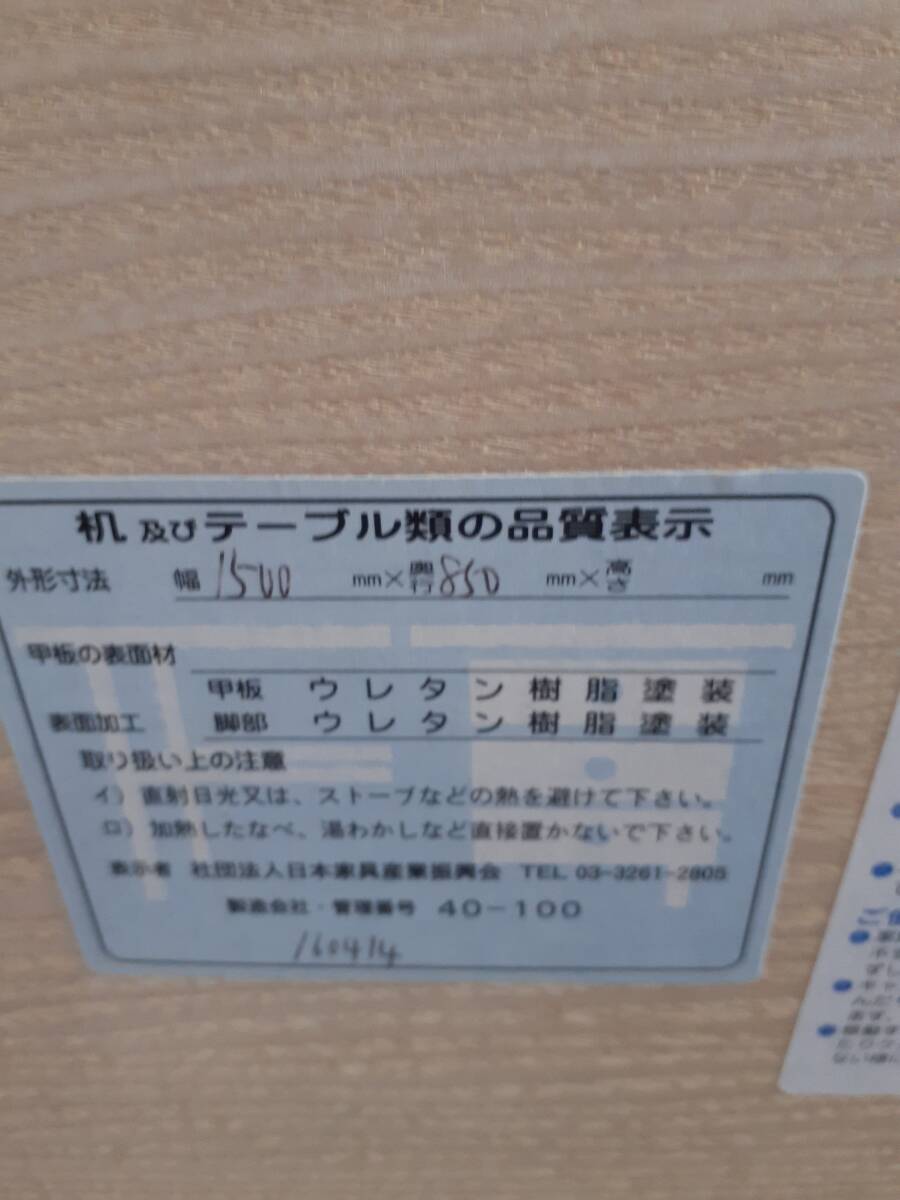 机及びテーブル類の品質表示
外形寸法 幅 1500 mm×奥行 850 mm×高さ mm
甲板の表面材
甲板 ウレタン樹脂塗装
表面加工 脚部 ウレタン樹脂塗装
取り扱い上の注意
イ) 直射日光又は、ストーブなどの熱を避けて下さい。
ロ) 加熱したなべ、湯わかしなど直接置かないで下さい。
表示者 社団法人日本家具産業振興会 TEL 03-3261-2805
製造会社・管理番号 40-100
160414